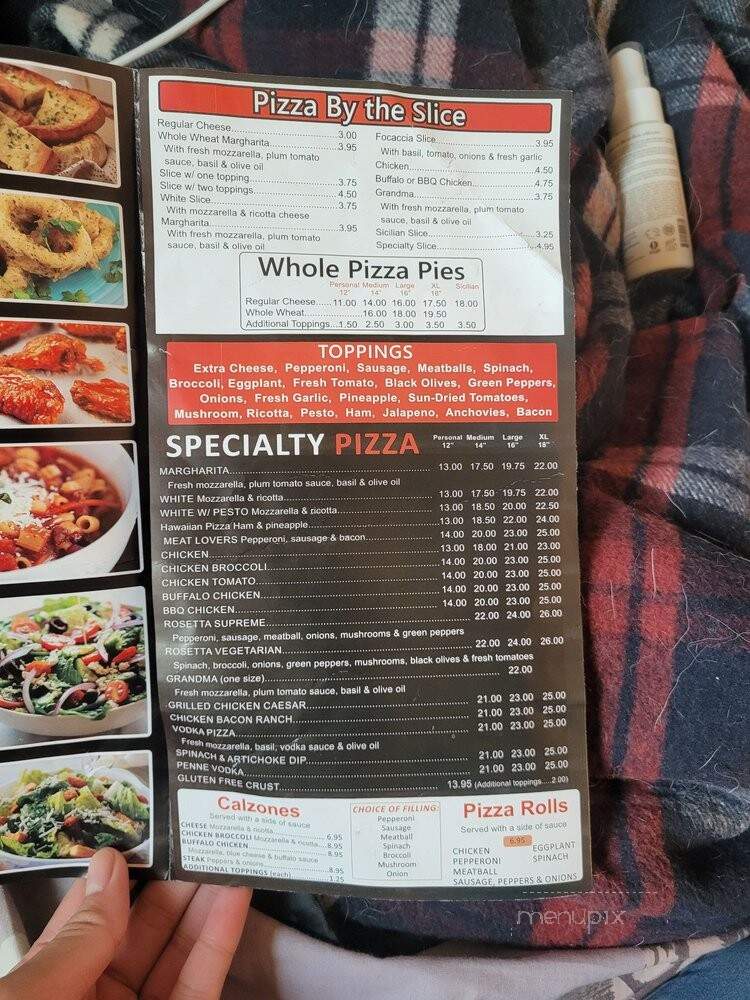 Pizza By the Slice
Regular Cheese....3.00
Whole Wheat Margharita....3.95
With fresh mozzarella, plum tomato
sauce, basil & olive oil
Slice w/ one topping....3.75
Slice w/ two toppings....4.50
White Slice....3.75
With mozzarella & ricotta cheese
Margharita....3.95
With fresh mozzarella, plum tomato
sauce, basil & olive oil
Focaccia Slice....3.95
With basil, tomato, onions & fresh garlic
Chicken....4.50
Buffalo or BBQ Chicken....4.75
Grandma....3.75
With fresh mozzarella, plum tomato
sauce, basil & olive oil
Sicilian Slice....3.25
Specialty Slice....4.95
Whole Pizza Pies
Personal Medium Large XL Sicilian
12" 14" 16" 18"
Regular Cheese......11.00 14.00 16.00 17.50 18.00
Whole Wheat....16.00 18.00 19.50
Additional Toppings...1.50 2.50 3.00 3.50 3.50
TOPPINGS
Extra Cheese, Pepperoni, Sausage, Meatballs, Spinach,
Broccoli, Eggplant, Fresh Tomato, Black Olives, Green Peppers,
Onions, Fresh Garlic, Pineapple, Sun-Dried Tomatoes,
Mushroom, Ricotta, Pesto, Ham, Jalapeno, Anchovies, Bacon
SPECIALTY PIZZA
Personal Medium Large XL
12" 14" 16" 18"
MARGHARITA.... 13.00 17.50 19.75 22.00
Fresh mozzarella, plum tomato sauce, basil & olive oil
WHITE Mozzarella & ricotta.... 13.00 17.50 19.75 22.00
WHITE W/ PESTO Mozzarella & ricotta.... 13.00 18.50 20.00 22.50
Hawaiian Pizza Ham & pineapple.... 13.00 18.50 22.00 24.00
MEAT LOVERS Pepperoni, sausage & bacon.... 14.00 20.00 23.00 25.00
CHICKEN.... 13.00 18.00 21.00 23.00
CHICKEN BROCCOLI.... 14.00 20.00 23.00 25.00
CHICKEN TOMATO.... 14.00 20.00 23.00 25.00
BUFFALO CHICKEN.... 14.00 20.00 23.00 25.00
BBQ CHICKEN.... 14.00 20.00 23.00 25.00
ROSETTA SUPREME.... 22.00 24.00 26.00
Pepperoni, sausage, meatball, onions, mushrooms & green peppers
ROSETTA VEGETARIAN.... 22.00 24.00 26.00
Spinach, broccoli, onions, green peppers, mushrooms, black olives & fresh tomatoes
GRANDMA (one size).... 22.00
Fresh mozzarella, plum tomato sauce, basil & olive oil
GRILLED CHICKEN CAESAR.... 21.00 23.00 25.00
CHICKEN BACON RANCH.... 21.00 23.00 25.00
VODKA PIZZA.... 21.00 23.00 25.00
Fresh mozzarella, basil, vodka sauce & olive oil
SPINACH & ARTICHOKE DIP.... 21.00 23.00 25.00
PENNE VODKA.... 21.00 23.00 25.00
GLUTEN FREE CRUST.... 13.95 (Additional toppings.....2.00)
Calzones
Served with a side of sauce
CHEESE Mozzarella & ricotta.... 6.95
CHICKEN BROCCOLI Mozzarella & ricotta....8.95
BUFFALO CHICKEN....8.95
Mozzarella, blue cheese & buffalo sauce
STEAK Peppers & onions....8.95
ADDITIONAL TOPPINGS (each)....1.25
CHOICE OF FILLING:
Pepperoni
Sausage
Meatball
Spinach
Broccoli
Mushroom
Onion
Pizza Rolls
Served with a side of sauce
6.95
CHICKEN
PEPPERONI
MEATBALL
SAUSAGE, PEPPERS & ONIONS
EGGPLANT
SPINACH
menupix